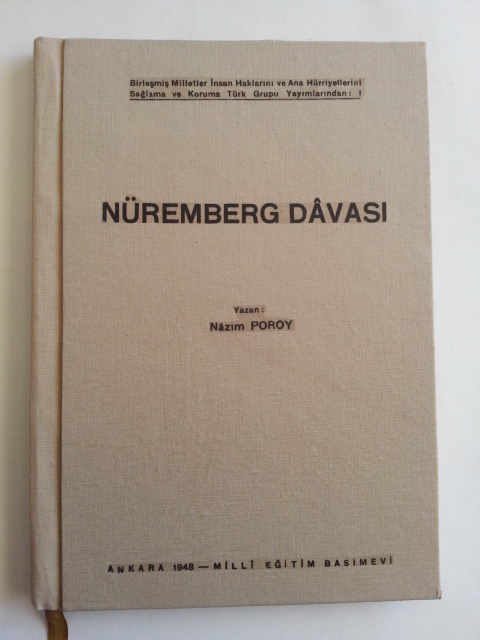 Birleşmiş Milletler İnsan Haklarını ve Ana Hürriyetlerini
Sağlama ve Koruma Türk Grupu Yayımlarından: 1
NÜREMBERG DÂVASI
Yazan:
Nâzım POROY
ANKARA 1948 — MİLLÎ EĞİTİM BASIMEVİ